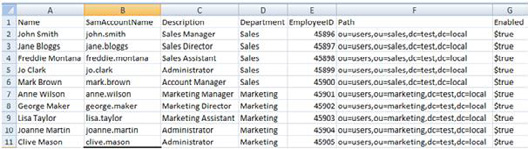 A B C D E F G
1 Name SamAccountName Description Department EmployeeID Path Enabled
2 John Smith john.smith Sales Manager Sales 45896 ou=users,ou=sales,dc=test,dc=local $true
3 Jane Bloggs jane.bloggs Sales Director Sales 45897 ou=users,ou=sales,dc=test,dc=local $true
4 Freddie Montana freddie.montana Sales Assistant Sales 45898 ou=users,ou=sales,dc=test,dc=local $true
5 Jo Clark jo.clark Administrator Sales 45899 ou=users,ou=sales,dc=test,dc=local $true
6 Mark Brown mark.brown Account Manager Sales 45900 ou=users,ou=sales,dc=test,dc=local $true
7 Anne Wilson anne.wilson Marketing Manager Marketing 45901 ou=users,ou=marketing,dc=test,dc=local $true
8 George Maker george.maker Marketing Director Marketing 45902 ou=users,ou=marketing,dc=test,dc=local $true
9 Lisa Taylor lisa.taylor Marketing Assistant Marketing 45903 ou=users,ou=marketing,dc=test,dc=local $true
10 Joanne Martin joanne.martin Administrator Marketing 45904 ou=users,ou=marketing,dc=test,dc=local $true
11 Clive Mason clive.mason Administrator Marketing 45905 ou=users,ou=marketing,dc=test,dc=local $true